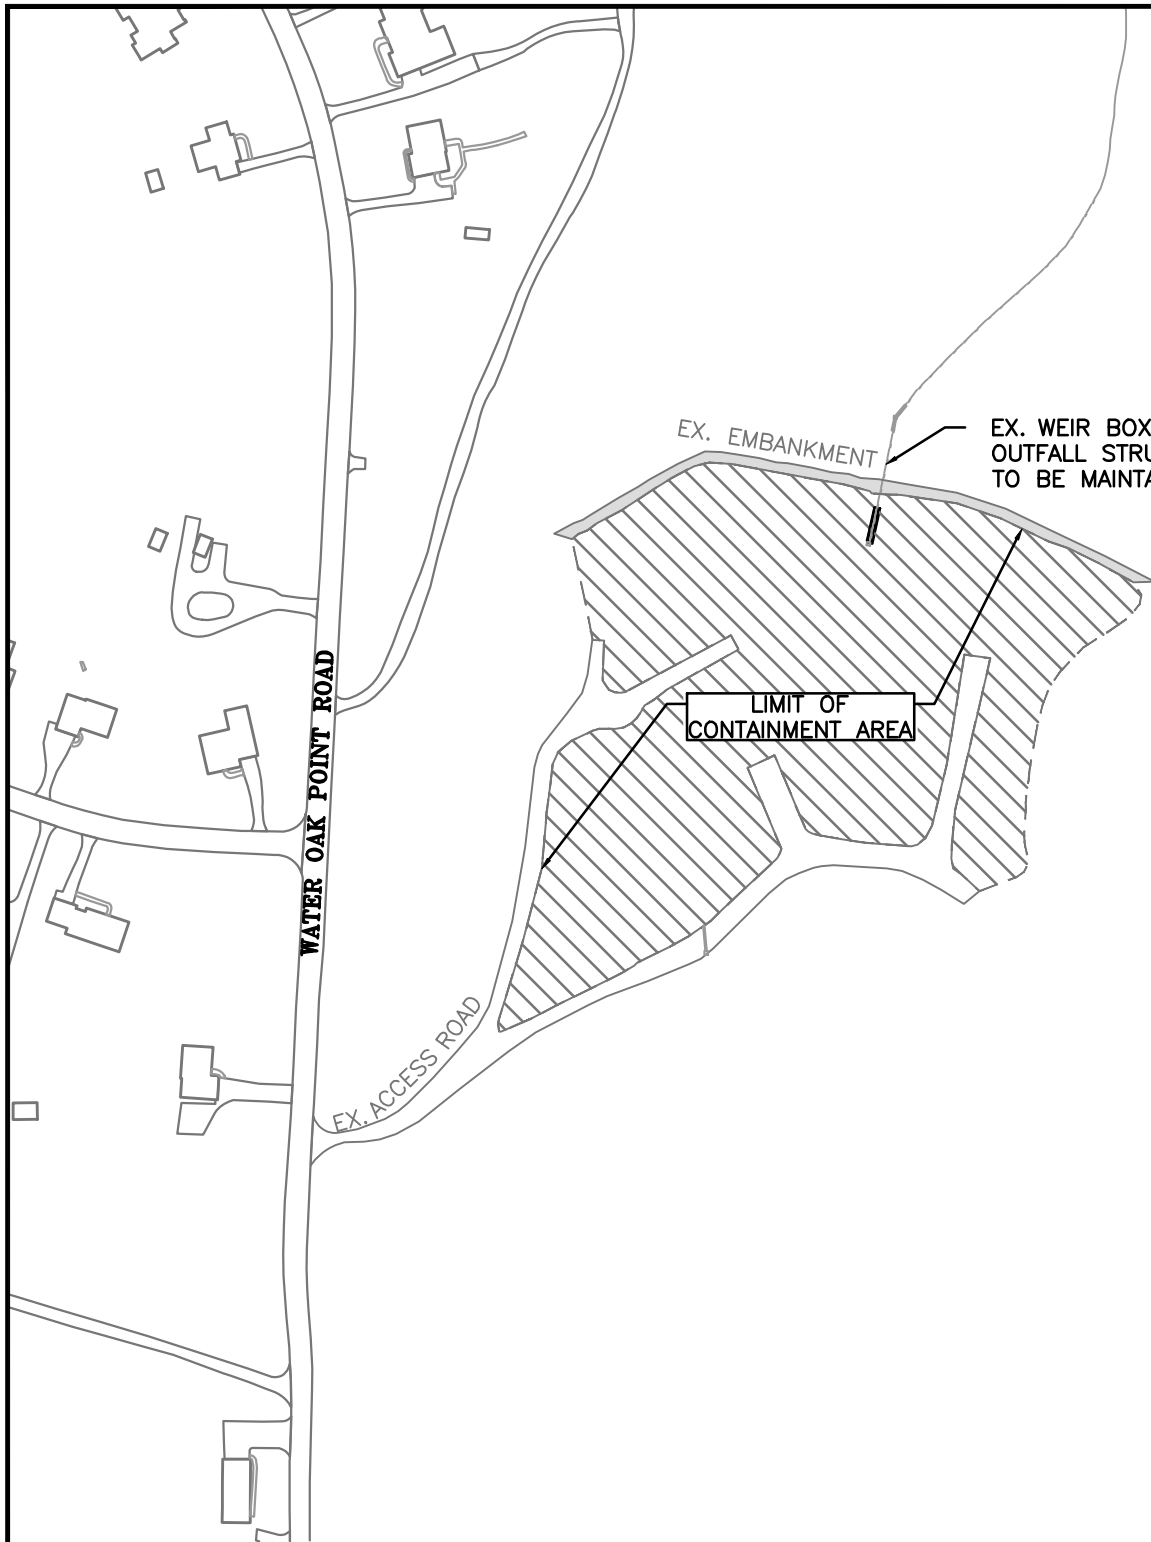 EX. EMBANKMENT
EX. WEIR BOX
OUTFALL STRU
TO BE MAINTA
LIMIT OF
CONTAINMENT AREA
WATER OAK POINT ROAD
EX. ACCESS ROAD